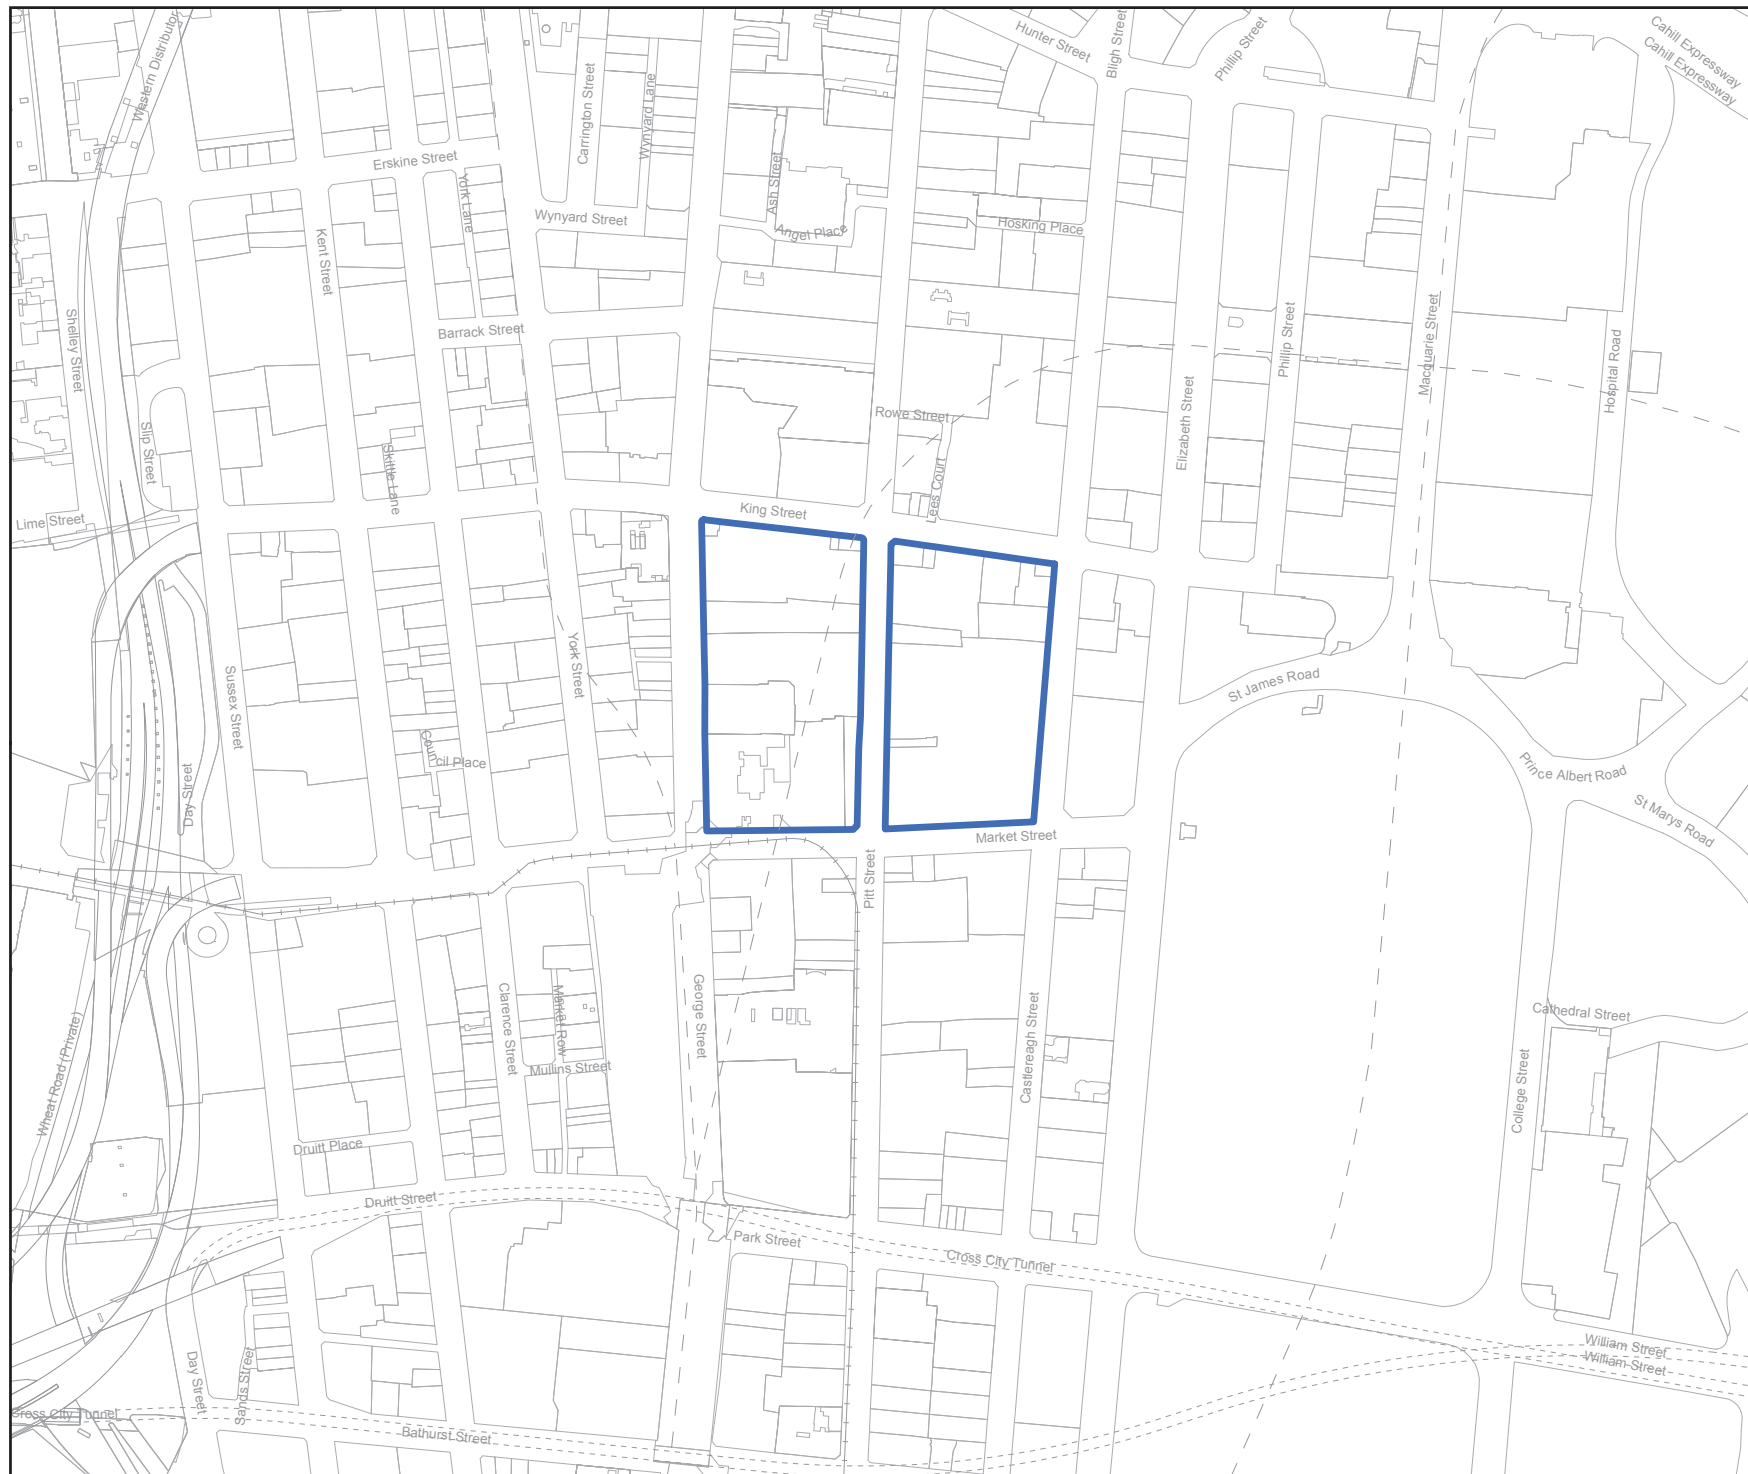 Western Distributor
Carrington Street
Wynyard Lane
Hunter Street
Bligh Street
Phillip Street
Cahill Expressway
Cahill Expressway
Erskine Street
York Lane
Ash Street
Wynyard Street
Angel Place
Hosking Place
Kent Street
Shelley Street
Barrack Street
Phillip Street
Macquarie Street
Hospital Road
Rowe Street
Elizabeth Street
Slip Street
Skittle Lane
Lees Court
Lime Street
King Street
York Street
Sussex Street
St James Road
Council Place
Day Street
Prince Albert Road
St Marys Road
Market Street
Pitt Street
George Street
Clarence Street
Market Row
Castlereagh Street
Cathedral Street
College Street
Wheat Road (Private)
Mullins Street
Druitt Place
Druitt Street
Park Street
Cross City Tunnel
William Street
William Street
Day Street
Sands Street
Cross City Tunnel
Bathurst Street